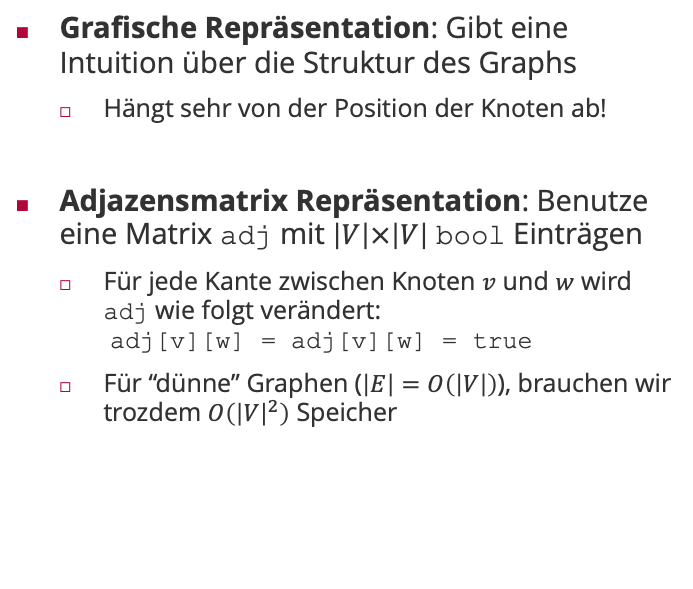 Grafische Repräsentation: Gibt eine
Intuition über die Struktur des Graphs
Hängt sehr von der Position der Knoten ab!
Adjazensmatrix Repräsentation: Benutze
eine Matrix adj mit |V|×|V| bool Einträgen
Für jede Kante zwischen Knoten v und w wird
adj wie folgt verändert:
adj[v][w] = adj[v][w] = true
Für “dünne” Graphen (|E| = O(|V|)), brauchen wir
trozdem O(|V|²) Speicher